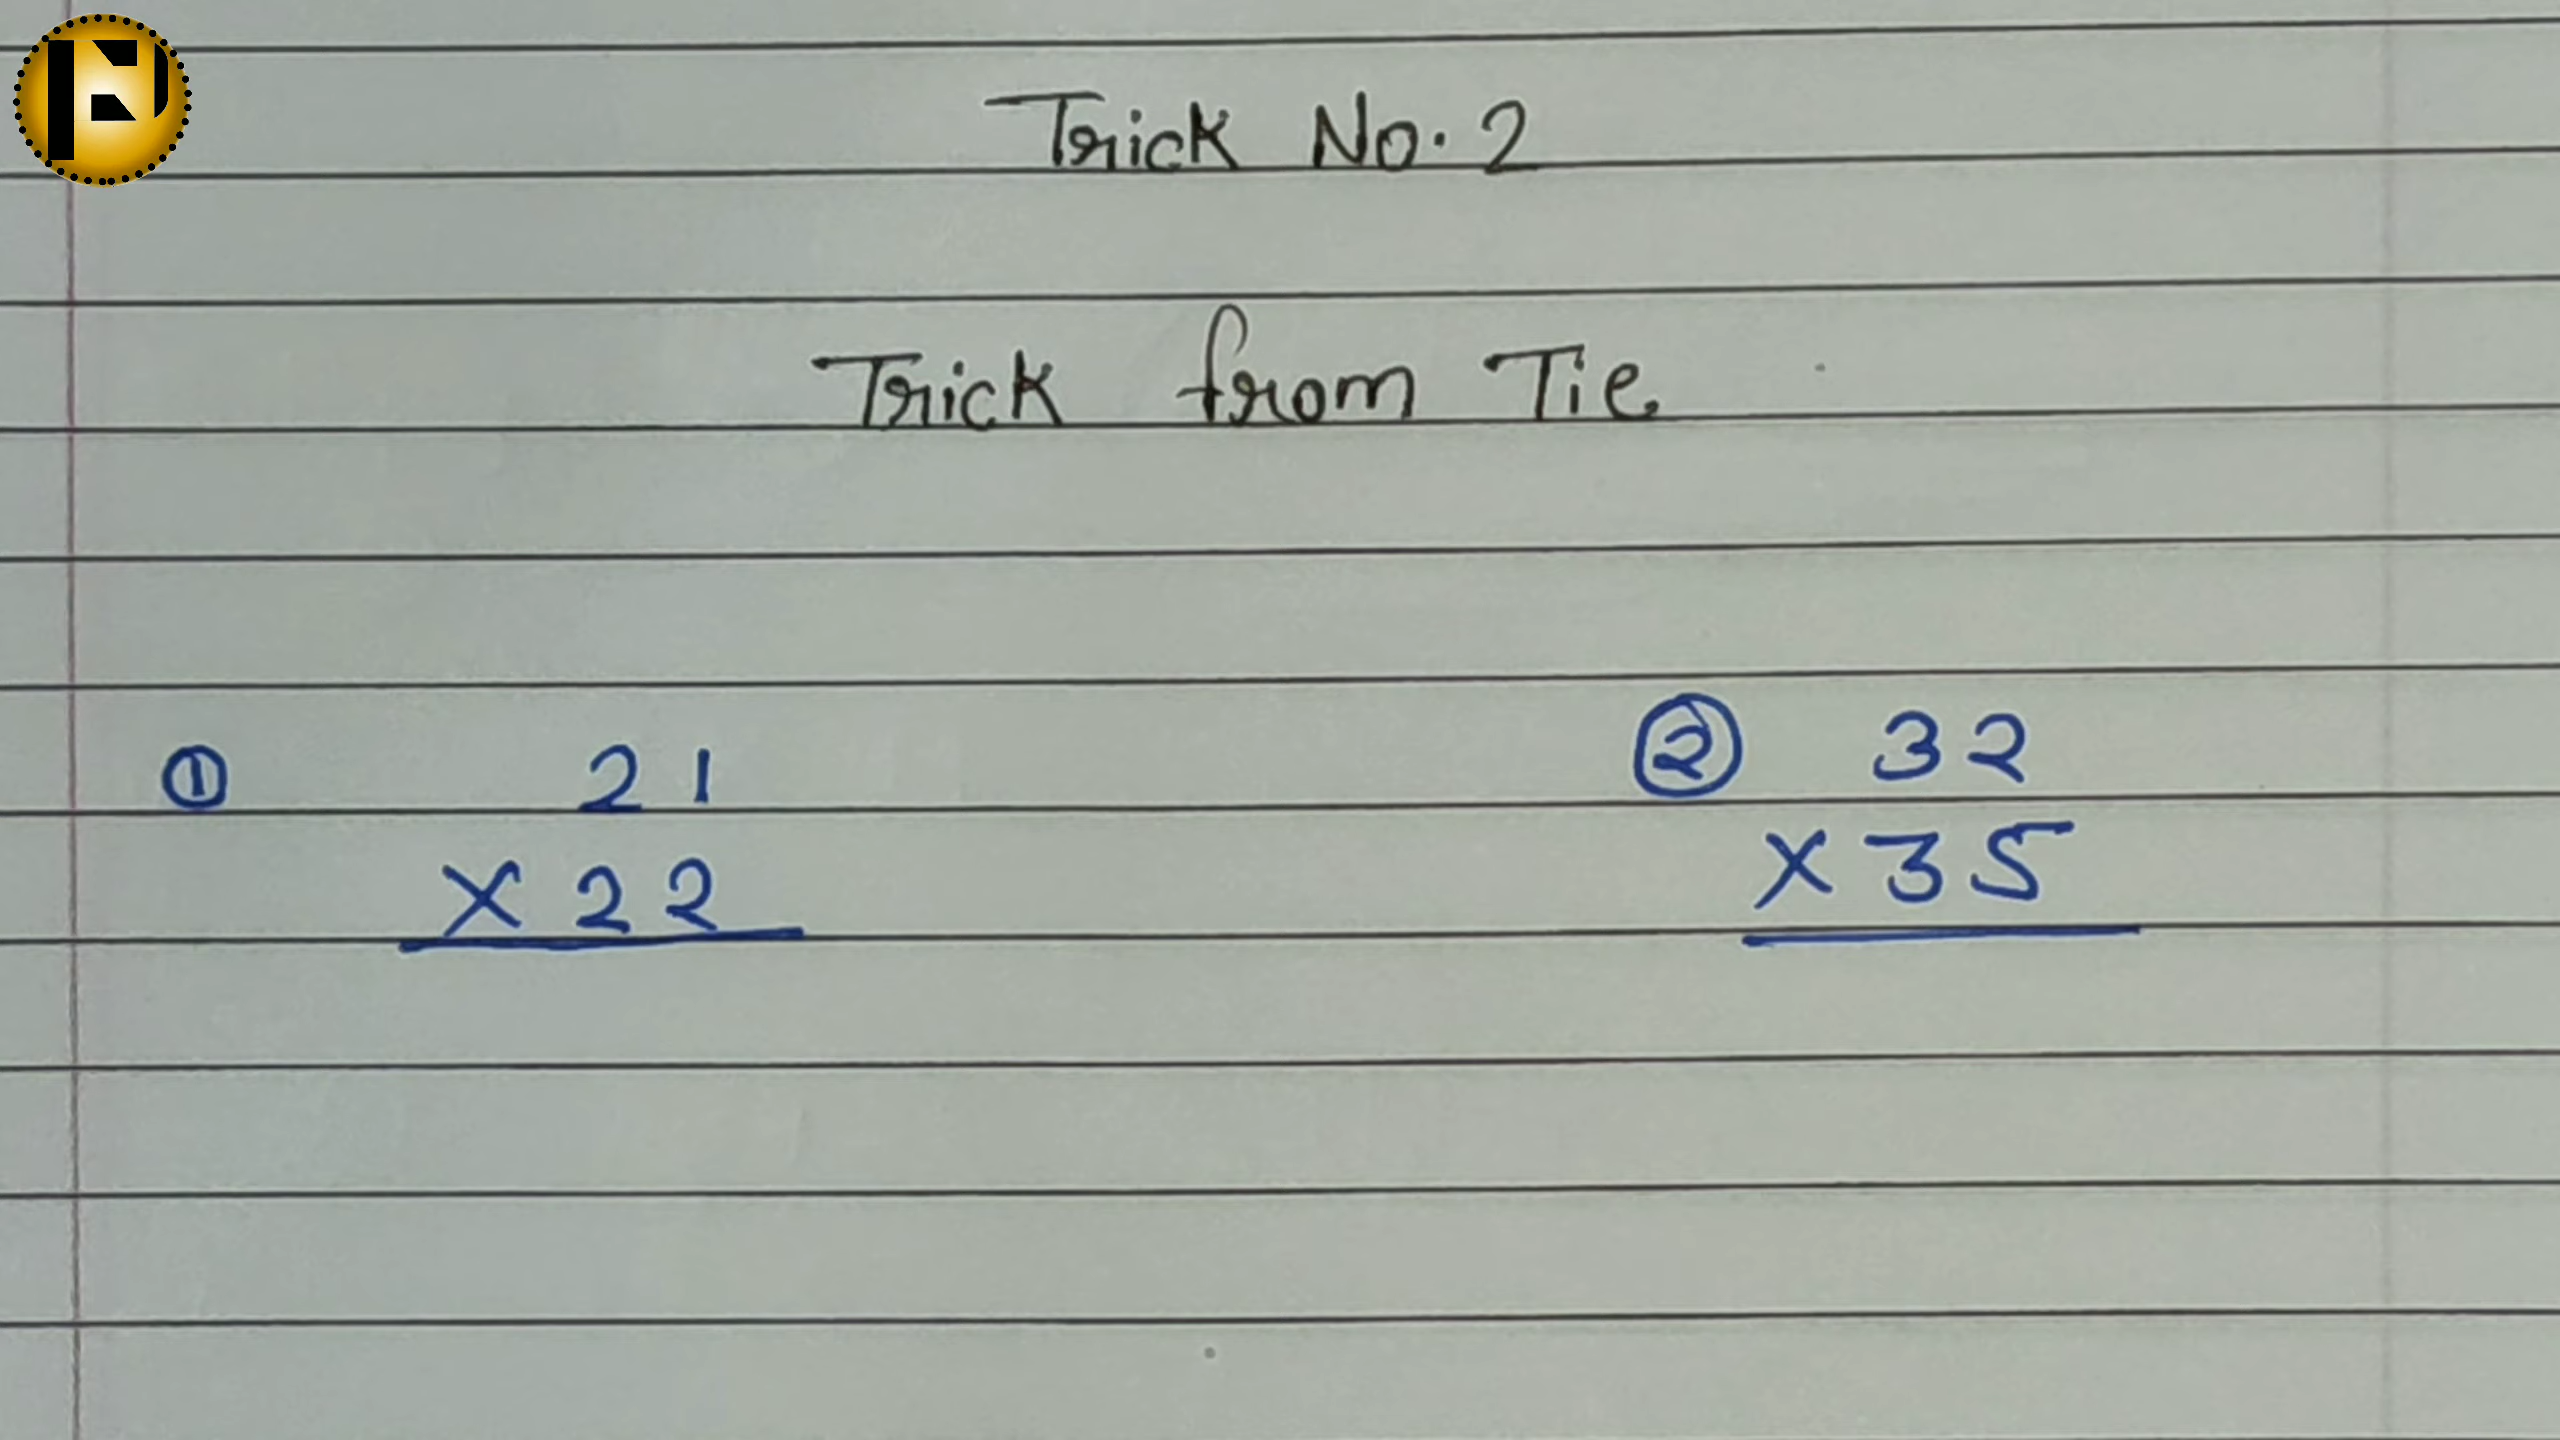 Trick No. 2
Trick from Tie
① 21
× 22
② 32
× 35